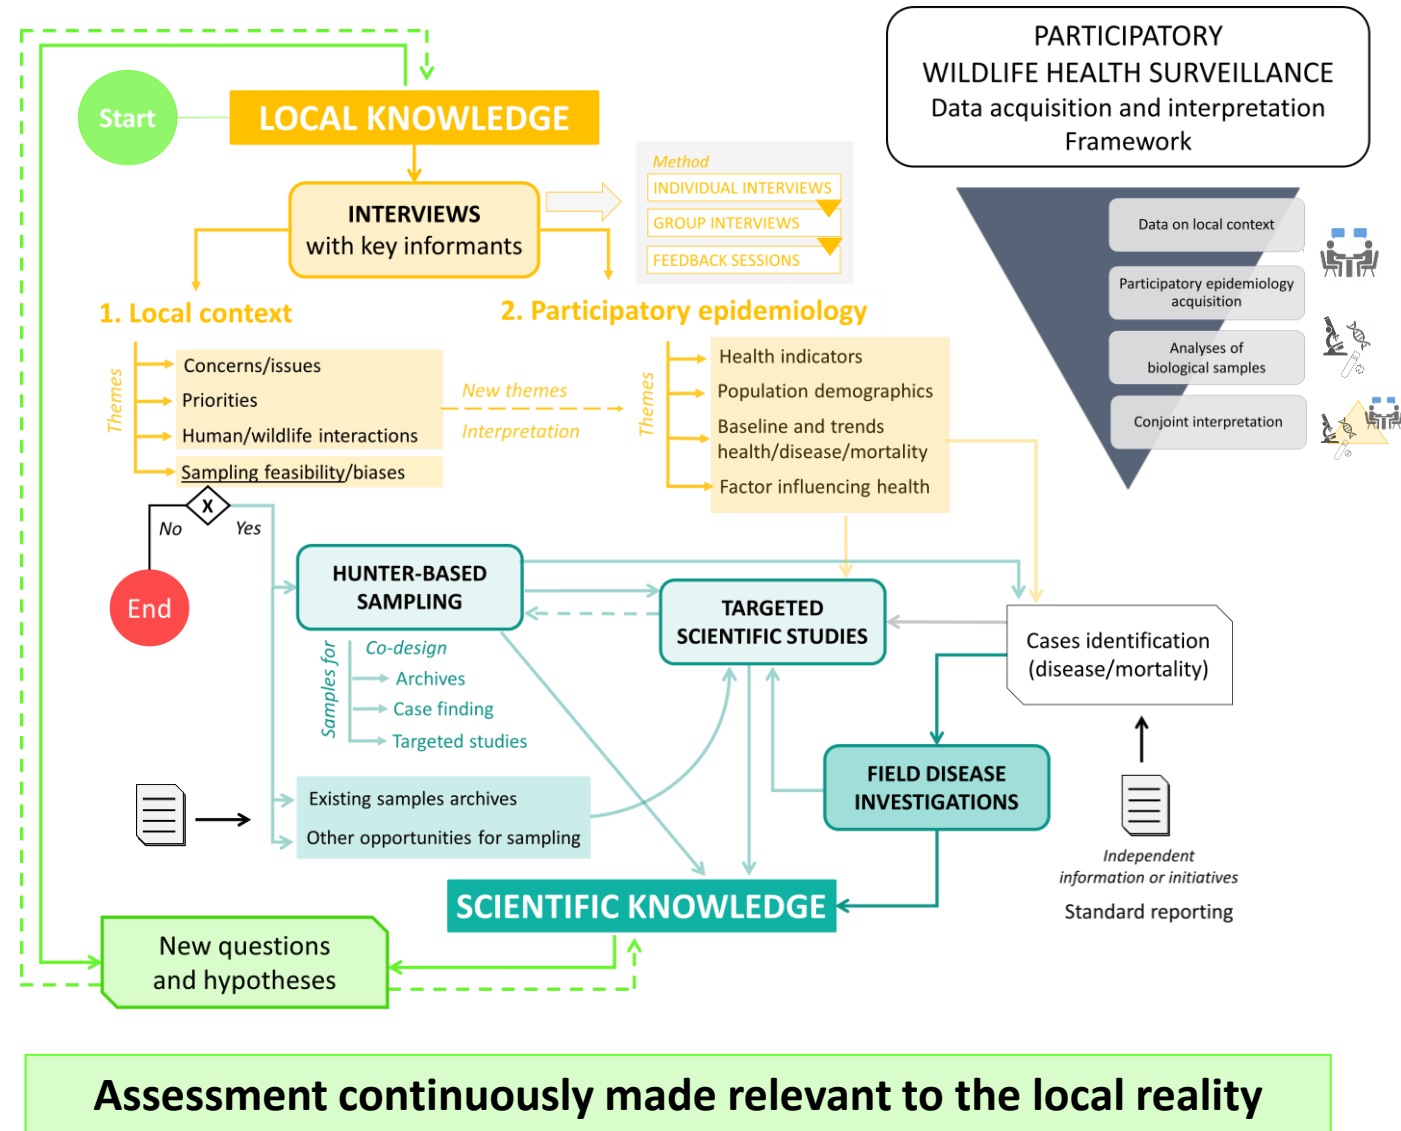 PARTICIPATORY
WILDLIFE HEALTH SURVEILLANCE
Data acquisition and interpretation
Framework
Start
LOCAL KNOWLEDGE
INTERVIEWS
with key informants
Method
INDIVIDUAL INTERVIEWS
GROUP INTERVIEWS
FEEDBACK SESSIONS
Data on local context
Participatory epidemiology
acquisition
Analyses of
biological samples
Conjoint interpretation
1. Local context
Themes
Concerns/issues
Priorities
Human/wildlife interactions
Sampling feasibility/biases
New themes
Interpretation
2. Participatory epidemiology
Themes
Health indicators
Population demographics
Baseline and trends
health/disease/mortality
Factor influencing health
X
No
Yes
End
HUNTER-BASED
SAMPLING
Samples for
Co-design
Archives
Case finding
Targeted studies
TARGETED
SCIENTIFIC STUDIES
Cases identification
(disease/mortality)
FIELD DISEASE
INVESTIGATIONS
Existing samples archives
Other opportunities for sampling
Independent
information or initiatives
Standard reporting
SCIENTIFIC KNOWLEDGE
New questions
and hypotheses
Assessment continuously made relevant to the local reality